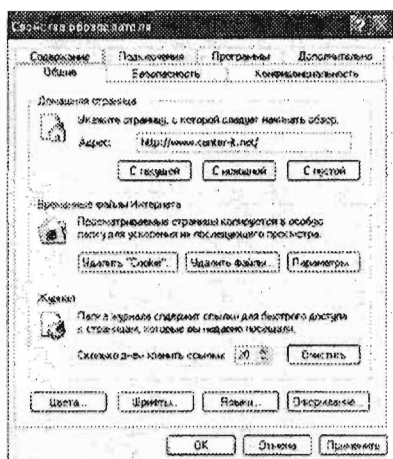 Свойства обозревателя
Содержание Подключения Программы Дополнительно
Общие Безопасность Конфиденциальность
Домашняя страница
Укажите страницу, с которой следует начинать обзор.
Адрес: http://www.center-it.net/
С текущей С исходной С пустой
Временные файлы Интернета
Просматриваемые страницы копируются в особую
папку для ускорения их последующего просмотра.
Удалить "Cookie"... Удалить файлы... Параметры...
Журнал
Папка журнала содержит ссылки для быстрого доступа
к страницам, которые вы недавно посещали.
Сколько дней хранить ссылки: 20 Очистить
Цвета... Шрифты... Языки... Оформление...
OK Отмена Применить